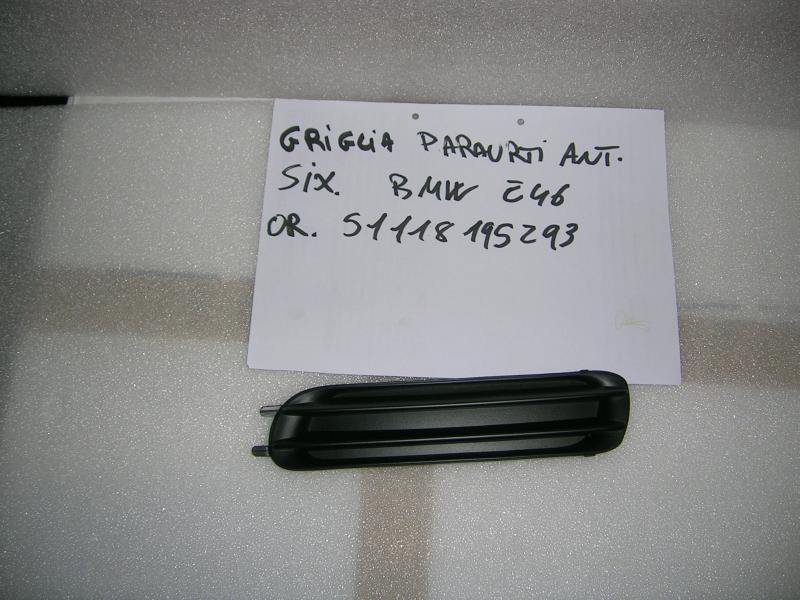 GRIGLIA PARAURTI ANT.
SIX. BMW E46
OR. 51118195293